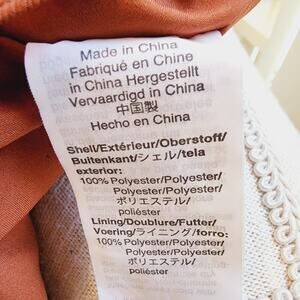 Made in China
Fabriqué en Chine
in China Hergestellt
Vervaardigd in China
中国製
Hecho en China
Shell/Extérieur/Oberstoff/
Buitenkant/シェル/tela
exterior:
100% Polyester/Polyester/
Polyester/Polyester/
ポリエステル/
poliéster
Lining/Doublure/Futter/
Voering/ライニング/forro:
100% Polyester/Polyester/
Polyester/Polyester/
ポリエステル/
poliéster